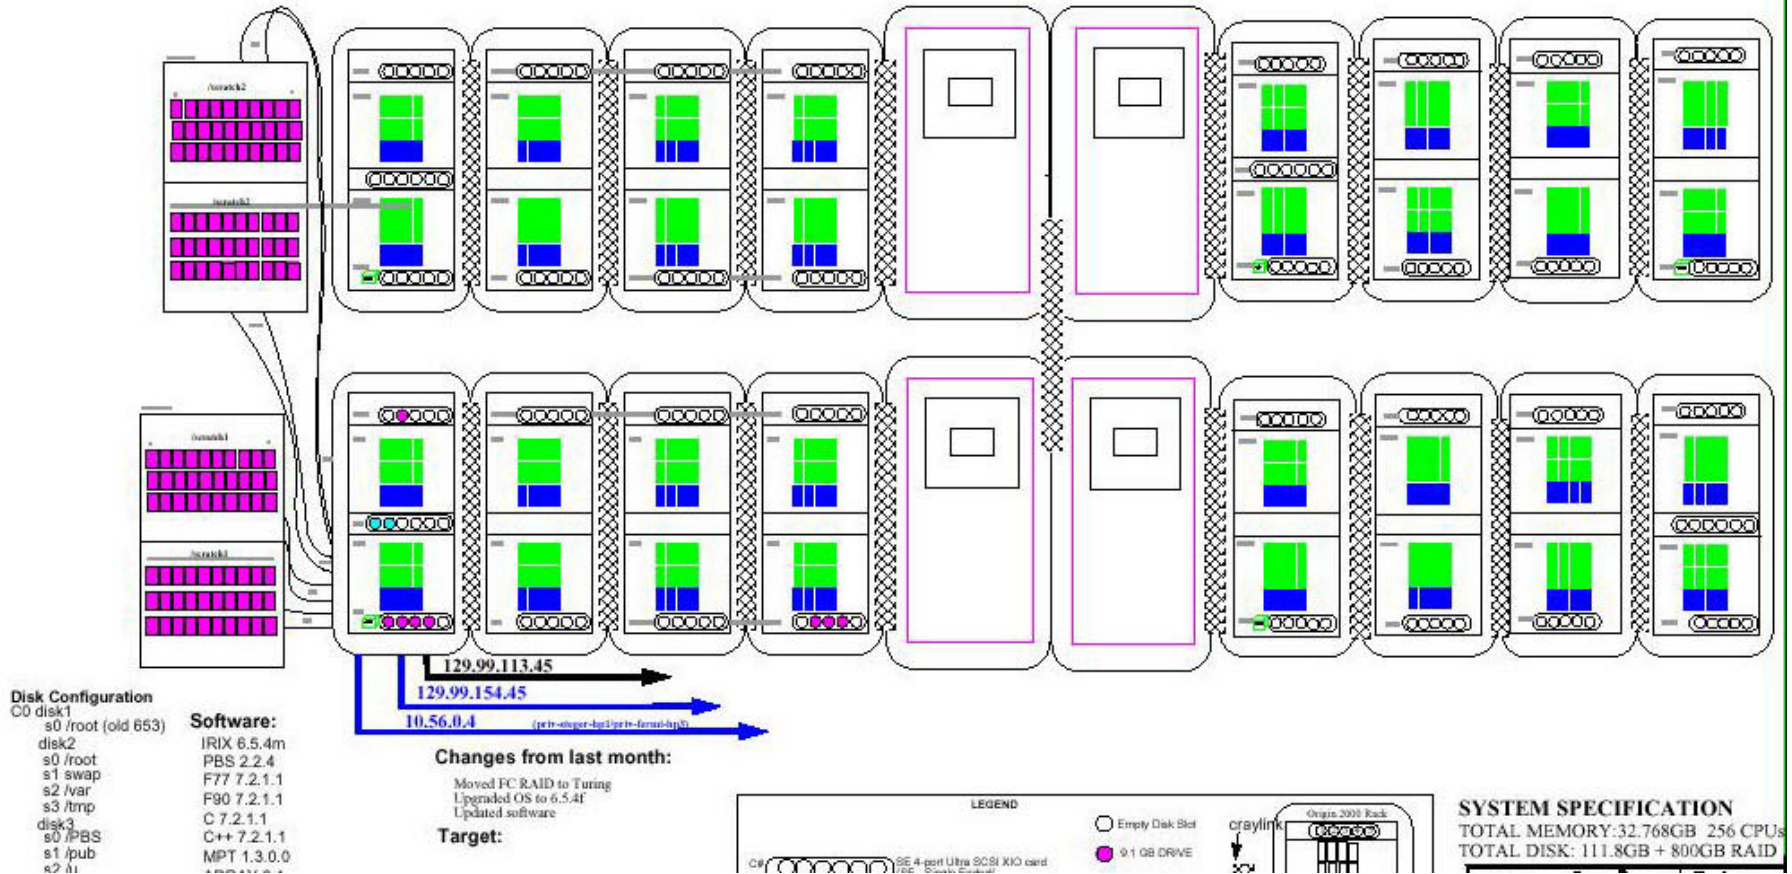 /scratch2
/scratch2
/scratch1
/scratch1
129.99.113.45
129.99.154.45
10.56.0.4
Disk Configuration
C0 disk1
s0 /root (old 653)
disk2
s0 /root
s1 swap
s2 /var
s3 /tmp
disk3
s0 /PBS
s1 /pub
s2 /u
Software:
IRIX 6.5.4m
PBS 2.2.4
F77 7.2.1.1
F90 7.2.1.1
C 7.2.1.1
C++ 7.2.1.1
MPT 1.3.0.0
Changes from last month:
Moved FC RAID to Turing
Upgraded OS to 6.5.4f
Updated software
Target:
LEGEND
Empty Disk Slot
9.1 GB DRIVE
C#
SE 4-port Ultra SCSI XIO card
craylink
Origin 2000 Rack
SYSTEM SPECIFICATION
TOTAL MEMORY:32.768GB 256 CPUs
TOTAL DISK: 111.8GB + 800GB RAID